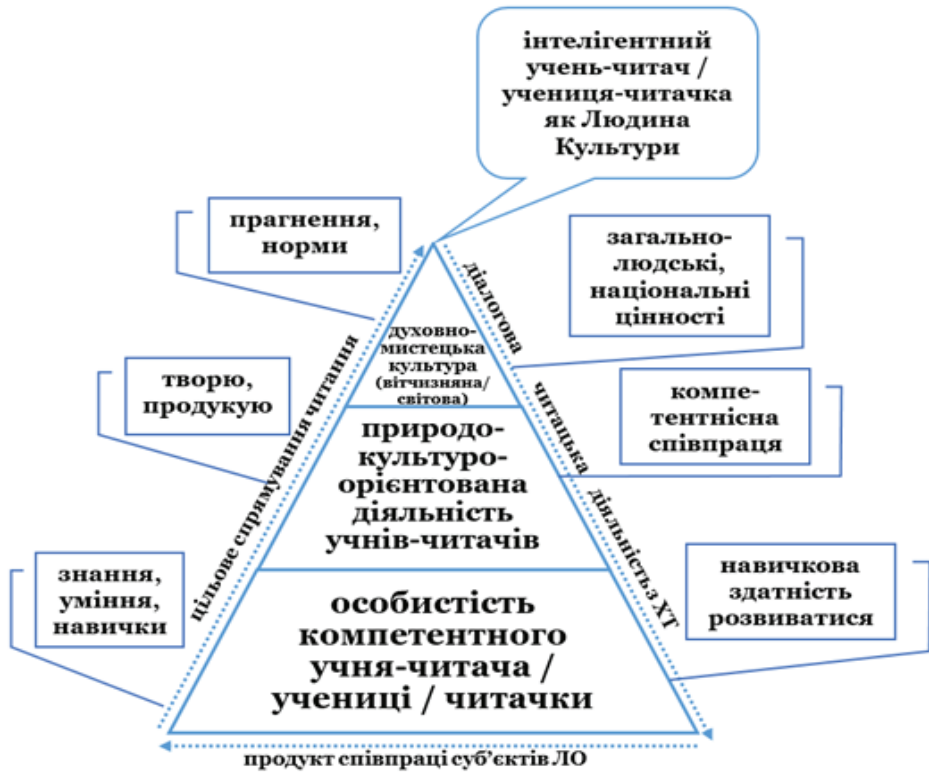 інтелігентний
учень-читач /
учениця-читачка
як Людина
Культури
прагнення,
норми
загально-
людські,
національні
цінності
творю,
продукую
компе-
тентнісна
співпраця
знання,
уміння,
навички
навичкова
здатність
розвиватися
цільове спрямування читання
діалогова читацька діяльність з ХТ
духовно-
мистецька
культура
(вітчизняна/
світова)
природо-
культуро-
орієнтована
діяльність
учнів-читачів
особистість
компетентного
учня-читача /
учениці / читачки
продукт співпраці суб’єктів ЛО